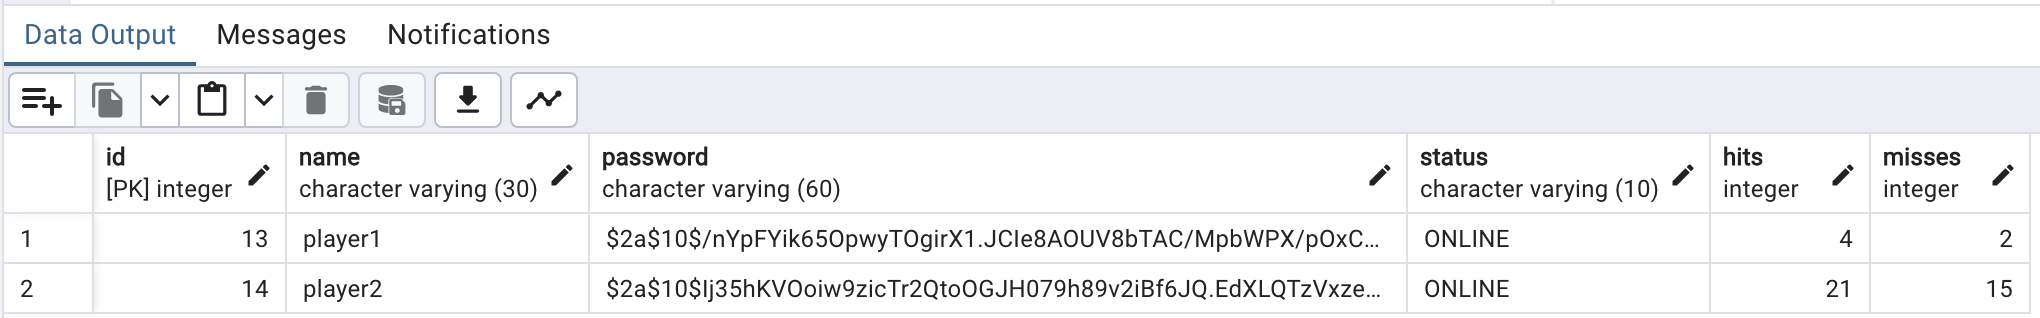 Data Output Messages Notifications
id name password status hits misses
[PK] integer character varying (30) character varying (60) character varying (10) integer integer
1 13 player1 $2a$10$/nYpFYik65OpwyTOgirX1.JCIe8AOUV8bTAC/MpbWPX/pOxC... ONLINE 4 2
2 14 player2 $2a$10$Ij35hKVOoiw9zicTr2QtoOGJH079h89v2iBf6JQ.EdXLQTzVxze... ONLINE 21 15